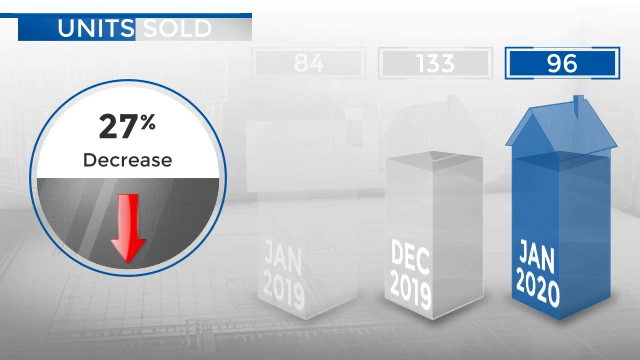 UNITS SOLD
84
133
96
27%
Decrease
JAN
2019
DEC
2019
JAN
2020